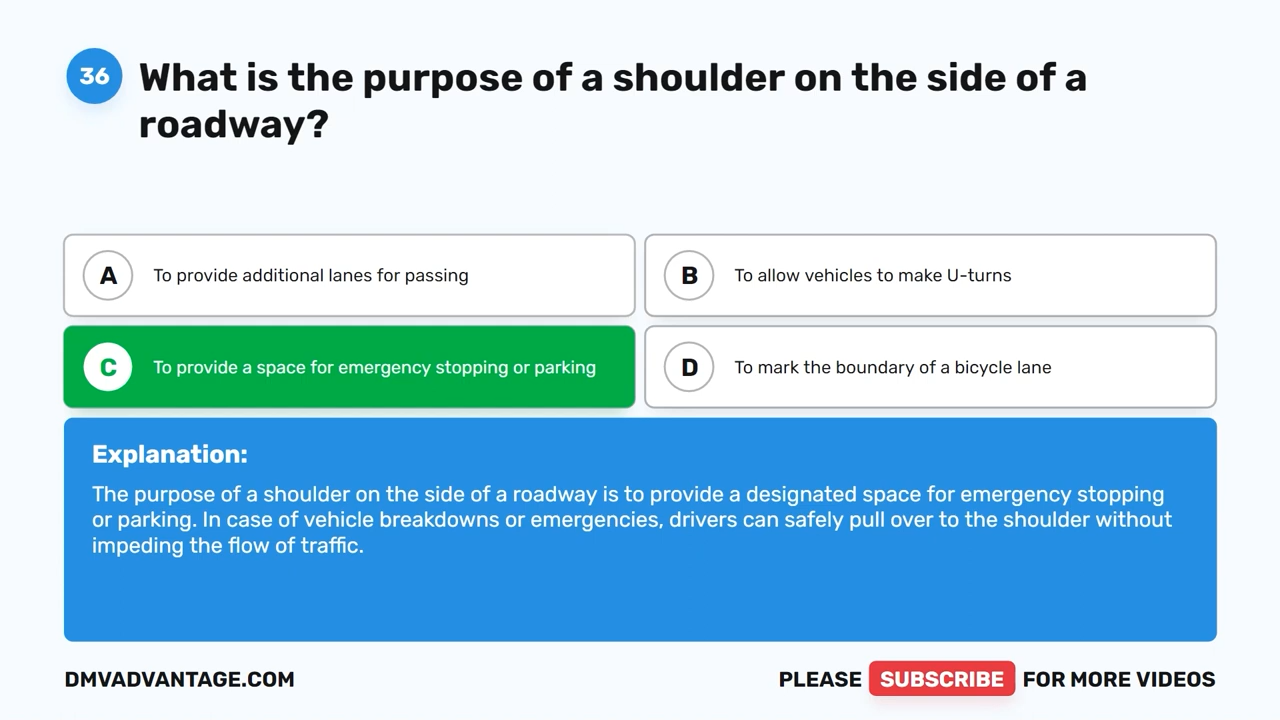 36
What is the purpose of a shoulder on the side of a
roadway?
A To provide additional lanes for passing
B To allow vehicles to make U-turns
C To provide a space for emergency stopping or parking
D To mark the boundary of a bicycle lane
Explanation:
The purpose of a shoulder on the side of a roadway is to provide a designated space for emergency stopping
or parking. In case of vehicle breakdowns or emergencies, drivers can safely pull over to the shoulder without
impeding the flow of traffic.
DMVADVANTAGE.COM
PLEASE SUBSCRIBE FOR MORE VIDEOS